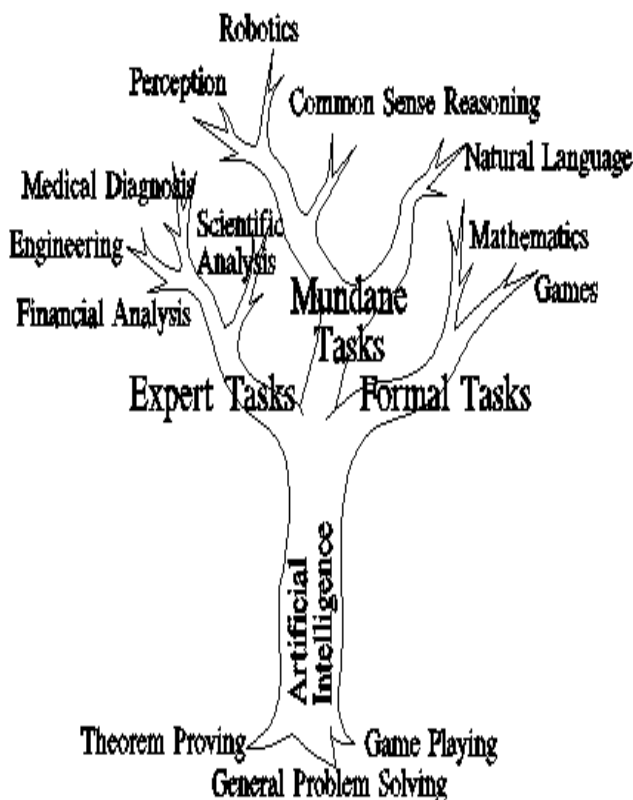 Robotics
Perception
Common Sense Reasoning
Natural Language
Medical Diagnosis
Scientific
Analysis
Engineering
Financial Analysis
Mathematics
Games
Mundane
Tasks
Expert Tasks
Formal Tasks
Artificial
Intelligence
Theorem Proving
Game Playing
General Problem Solving